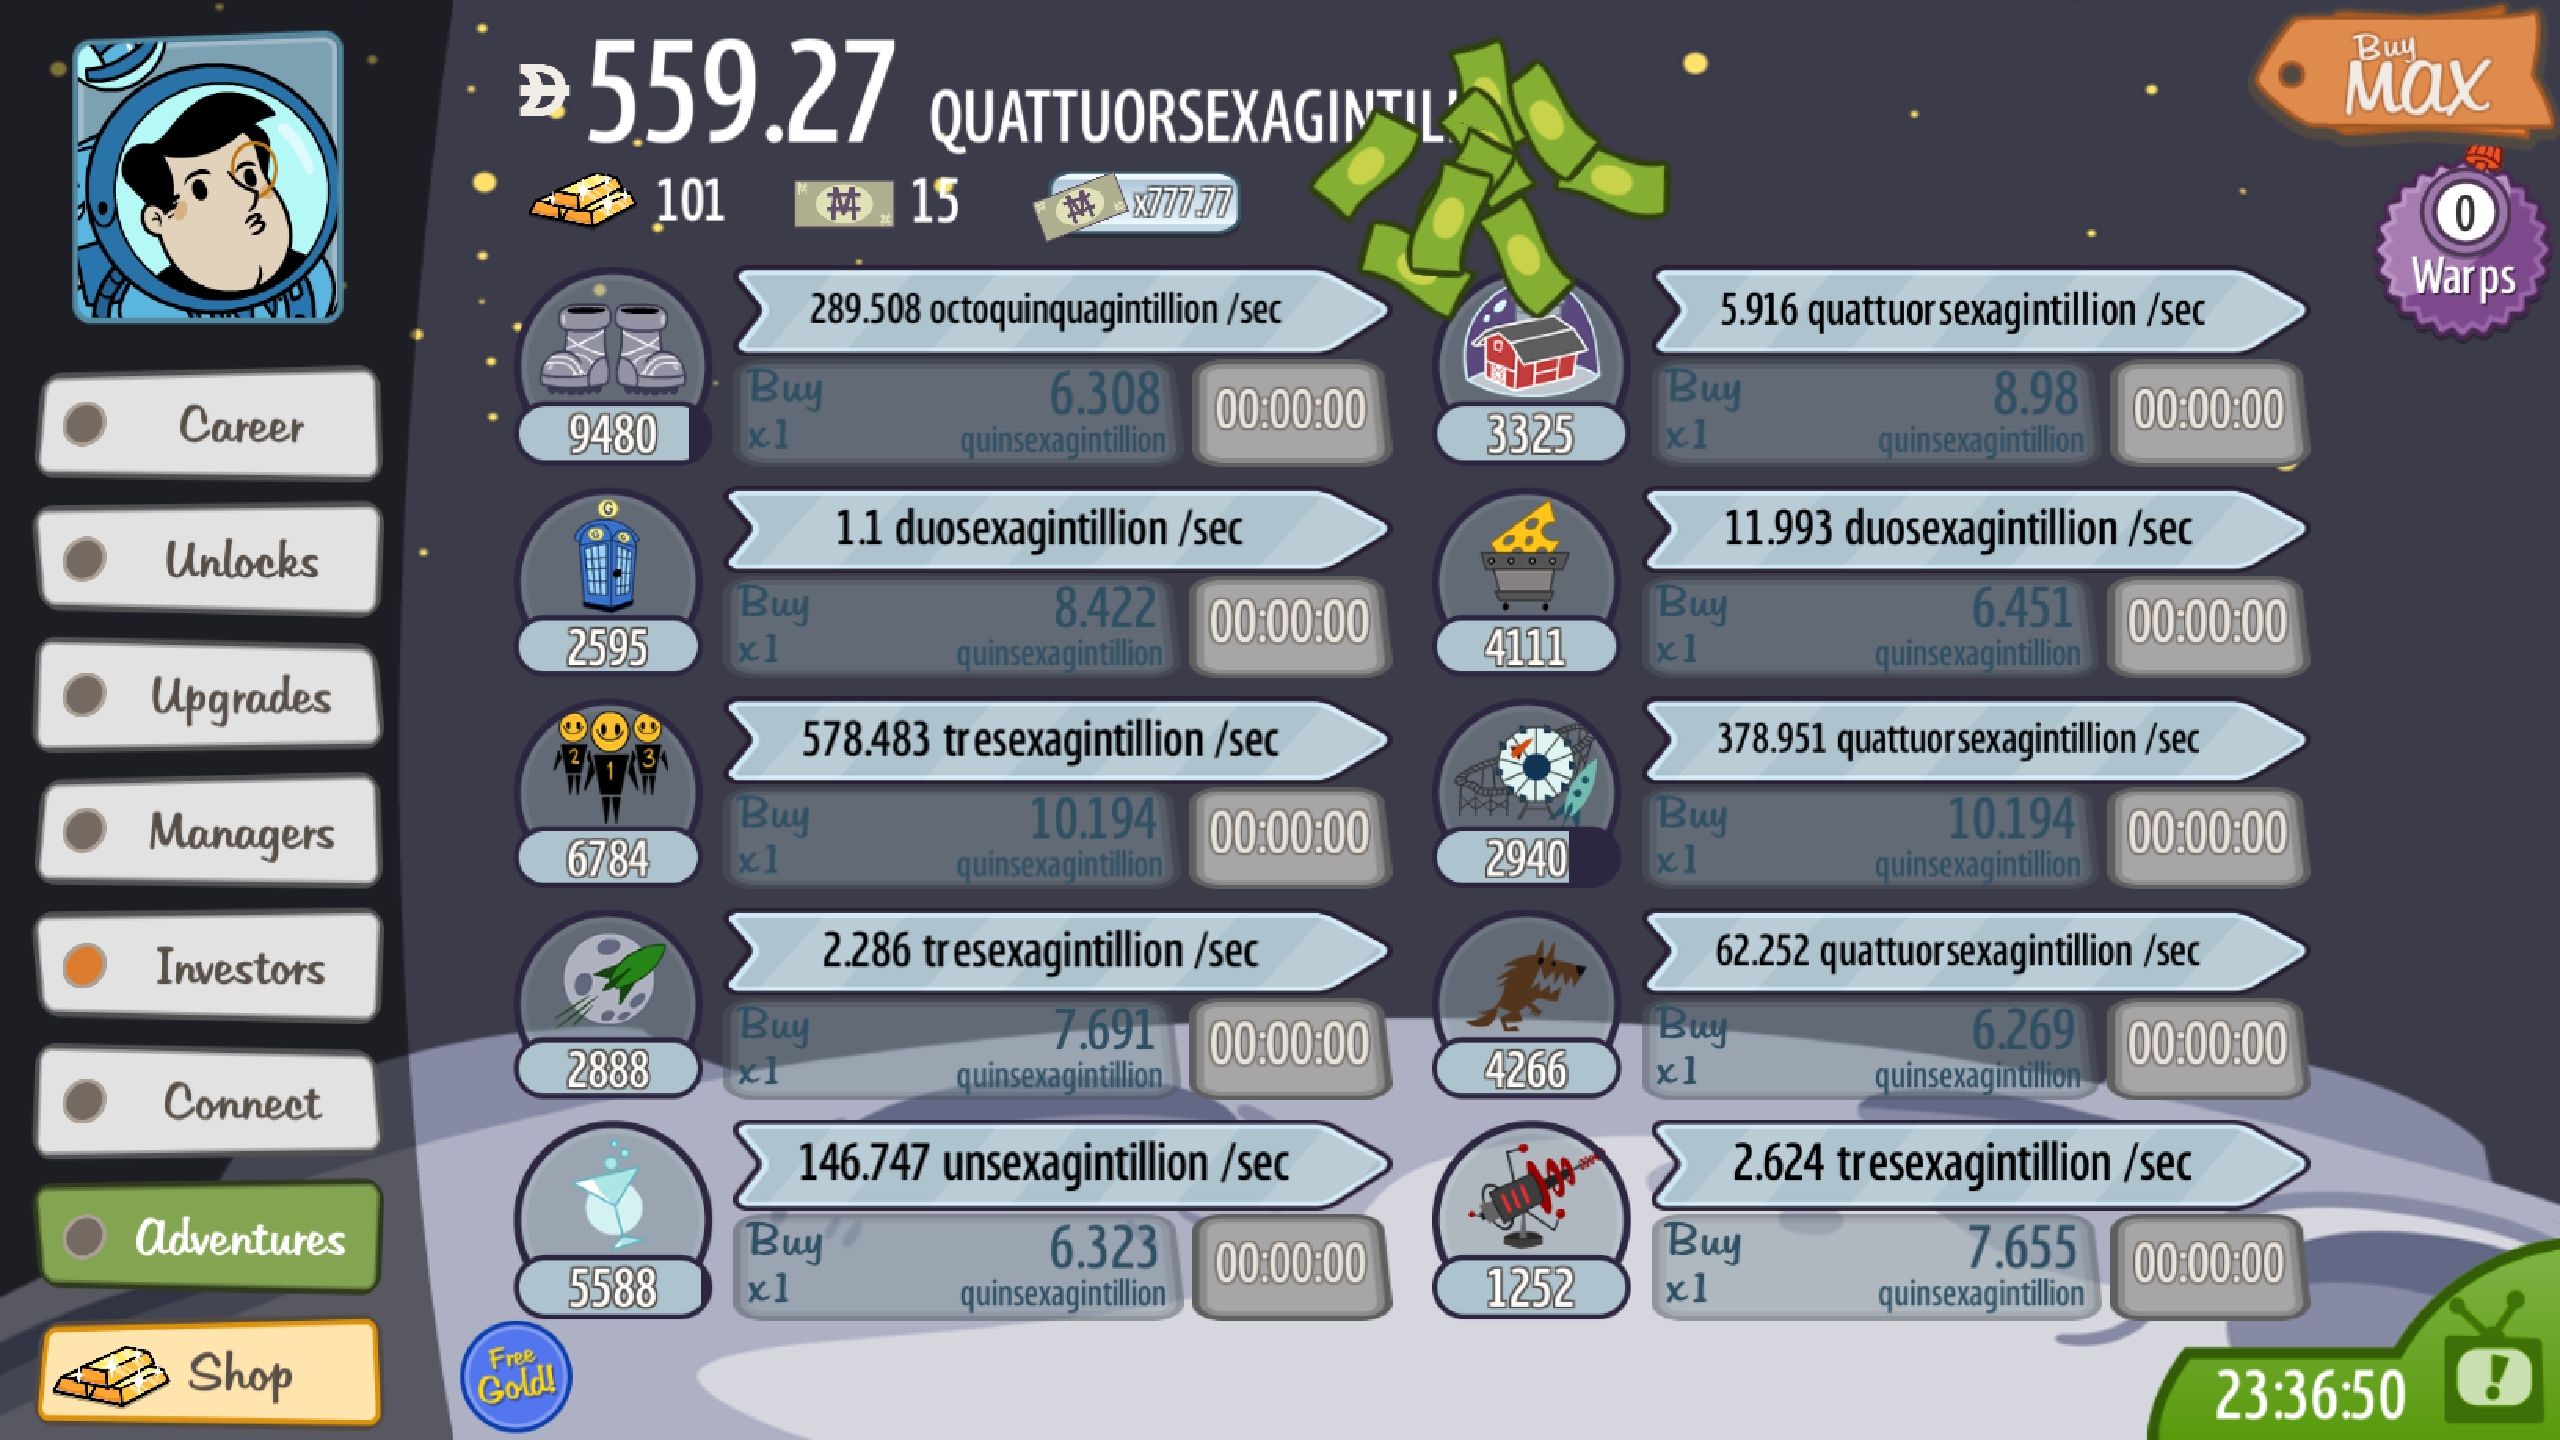 559.27 QUATTUORSEXAGINTIL
101
15
x777.77
Buy
MAX
0
Warps
Career
Unlocks
Upgrades
Managers
Investors
Connect
Adventures
Shop
289.508 octoquinquagintillion /sec
9480
Buy
x1
6.308
quinsexagintillion
00:00:00
5.916 quattuorsexagintillion /sec
3325
Buy
x1
8.98
quinsexagintillion
00:00:00
G
G G
1.1 duosexagintillion /sec
2595
Buy
x1
8.422
quinsexagintillion
00:00:00
11.993 duosexagintillion /sec
4111
Buy
x1
6.451
quinsexagintillion
00:00:00
2 1 3
578.483 tresexagintillion /sec
6784
Buy
x1
10.194
quinsexagintillion
00:00:00
378.951 quattuorsexagintillion /sec
2940
Buy
x1
10.194
quinsexagintillion
00:00:00
2.286 tresexagintillion /sec
2888
Buy
x1
7.691
quinsexagintillion
00:00:00
62.252 quattuorsexagintillion /sec
4266
Buy
x1
6.269
quinsexagintillion
00:00:00
146.747 unsexagintillion /sec
5588
Buy
x1
6.323
quinsexagintillion
00:00:00
2.624 tresexagintillion /sec
1252
Buy
x1
7.655
quinsexagintillion
00:00:00
Free
Gold!
23:36:50
!